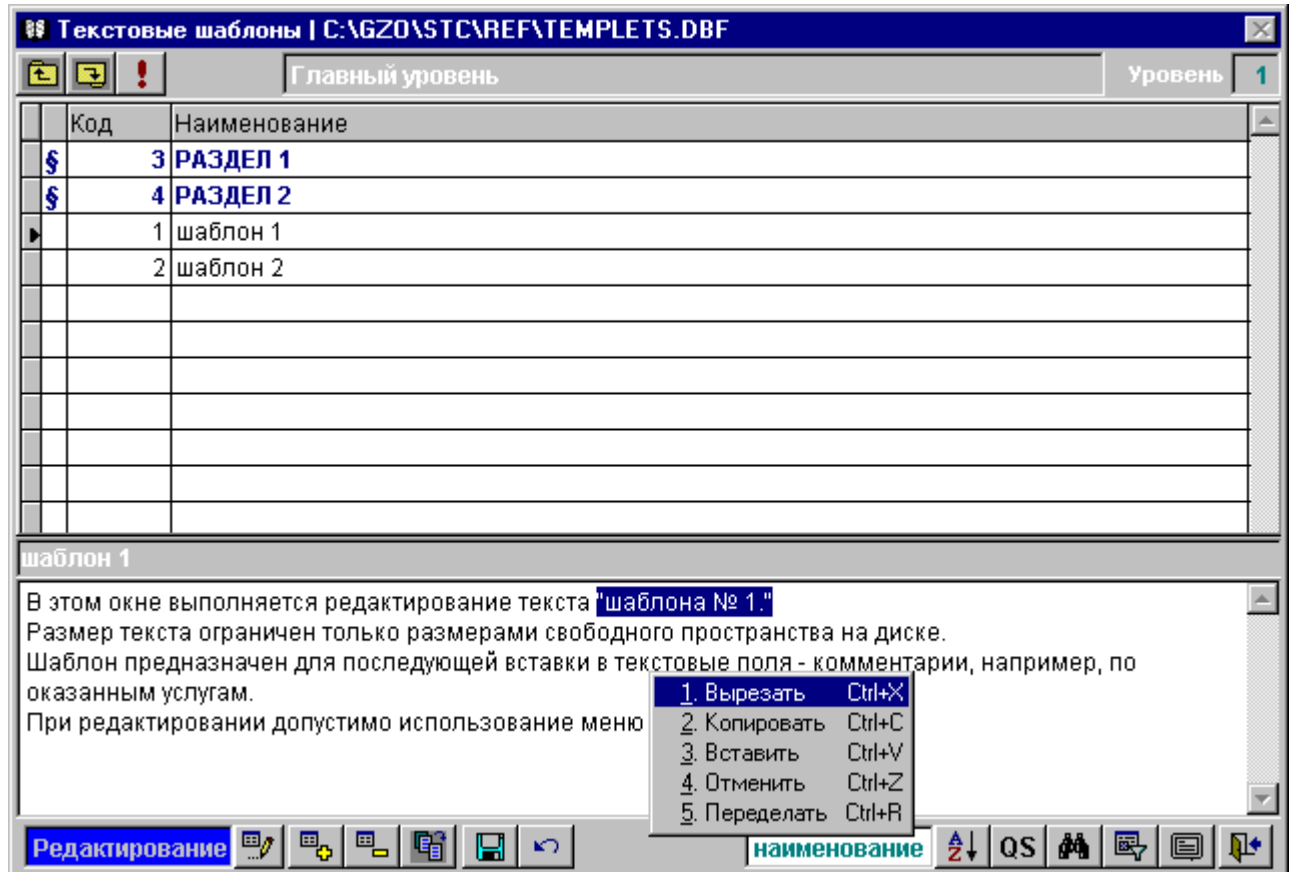 Текстовые шаблоны | C:\GZO\STC\REF\TEMPLETS.DBF
Главный уровень Уровень 1
Код Наименование
§ 3 РАЗДЕЛ 1
§ 4 РАЗДЕЛ 2
1 шаблон 1
2 шаблон 2
шаблон 1
В этом окне выполняется редактирование текста "шаблона № 1."
Размер текста ограничен только размерами свободного пространства на диске.
Шаблон предназначен для последующей вставки в текстовые поля - комментарии, например, по
оказанным услугам.
При редактировании допустимо использование меню
1. Вырезать Ctrl+X
2. Копировать Ctrl+C
3. Вставить Ctrl+V
4. Отменить Ctrl+Z
5. Переделать Ctrl+R
Редактирование наименование AZ QS